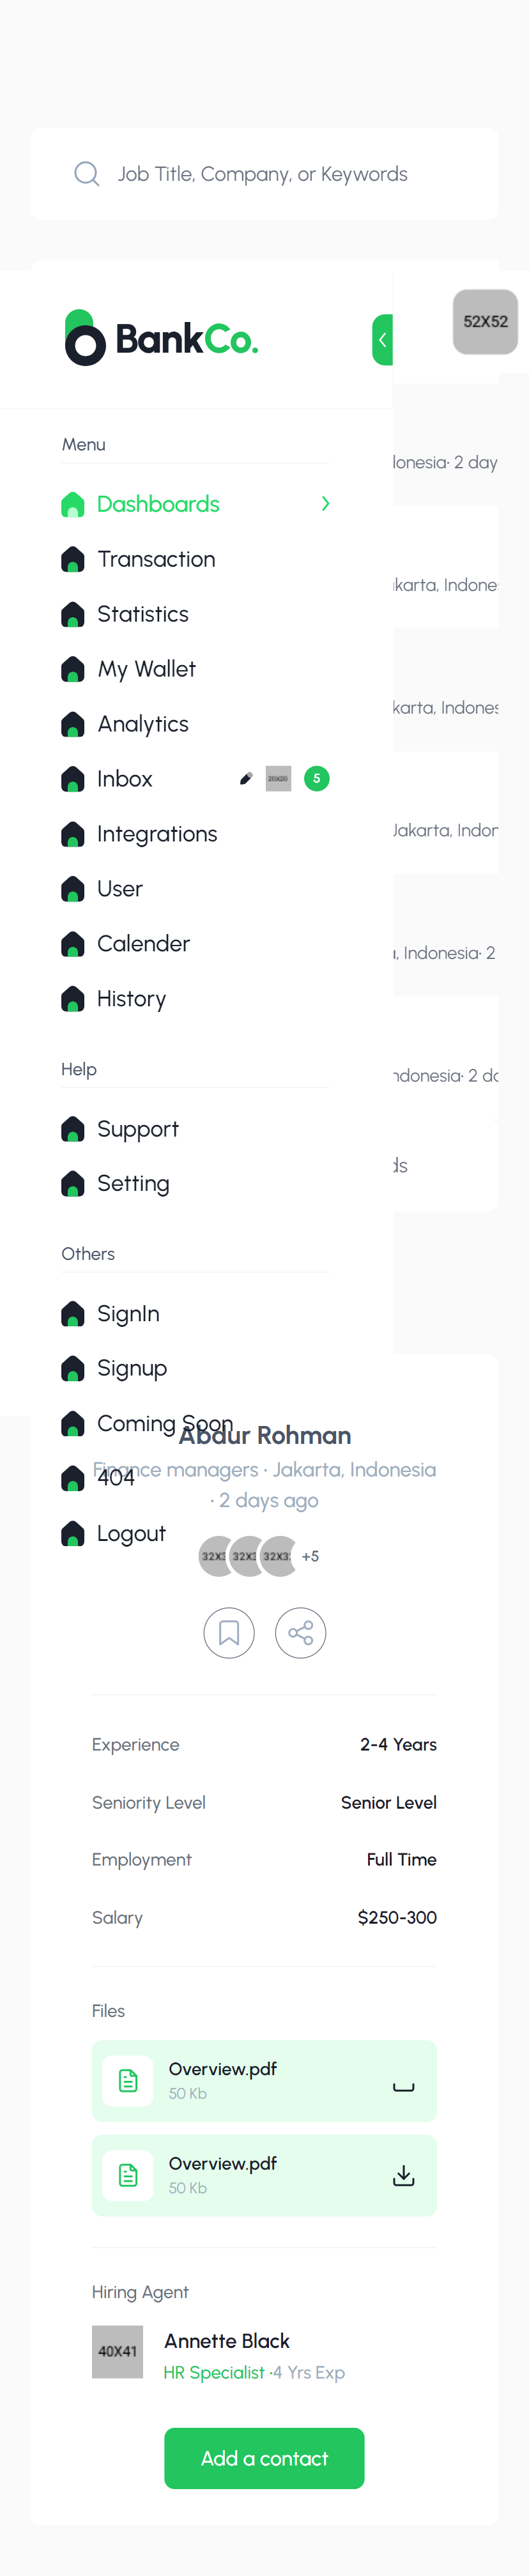 Job Title, Company, or Keywords
BankCo.
52X52
Menu
Dashboards
Transaction
Statistics
My Wallet
Analytics
Inbox
20x20
5
Integrations
User
Calender
History
Help
Support
Setting
Others
SignIn
Signup
Coming Soon
404
Logout
Indonesia· 2 day
karta, Indones
karta, Indones
Jakarta, Indon
, Indonesia· 2
ndonesia· 2 da
ds
Abdur Rohman
Finance managers · Jakarta, Indonesia
· 2 days ago
32X3 32X3 32X3 +5
Experience
2-4 Years
Seniority Level
Senior Level
Employment
Full Time
Salary
$250-300
Files
Overview.pdf
50 Kb
Overview.pdf
50 Kb
Hiring Agent
40X41
Annette Black
HR Specialist ·4 Yrs Exp
Add a contact